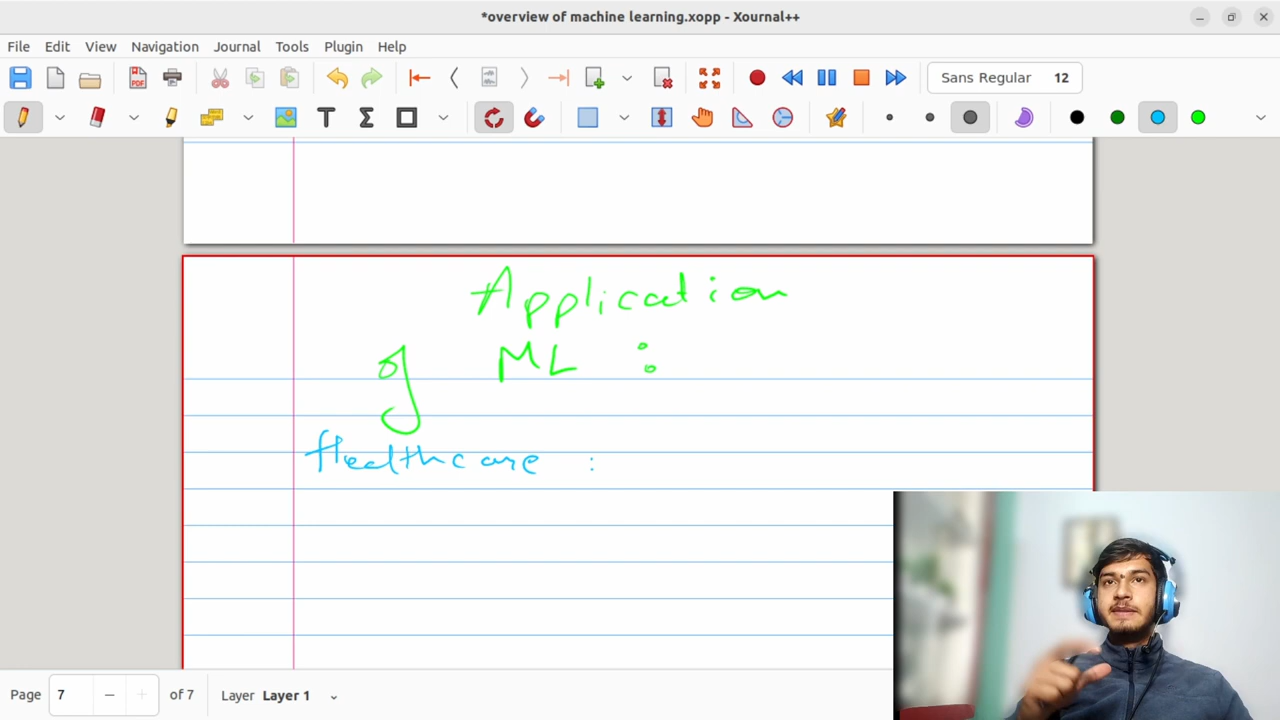 *overview of machine learning.xopp - Xournal++
File Edit View Navigation Journal Tools Plugin Help
Sans Regular 12
Application
of ML :
Healthcare :
Page 7 of 7 Layer Layer 1